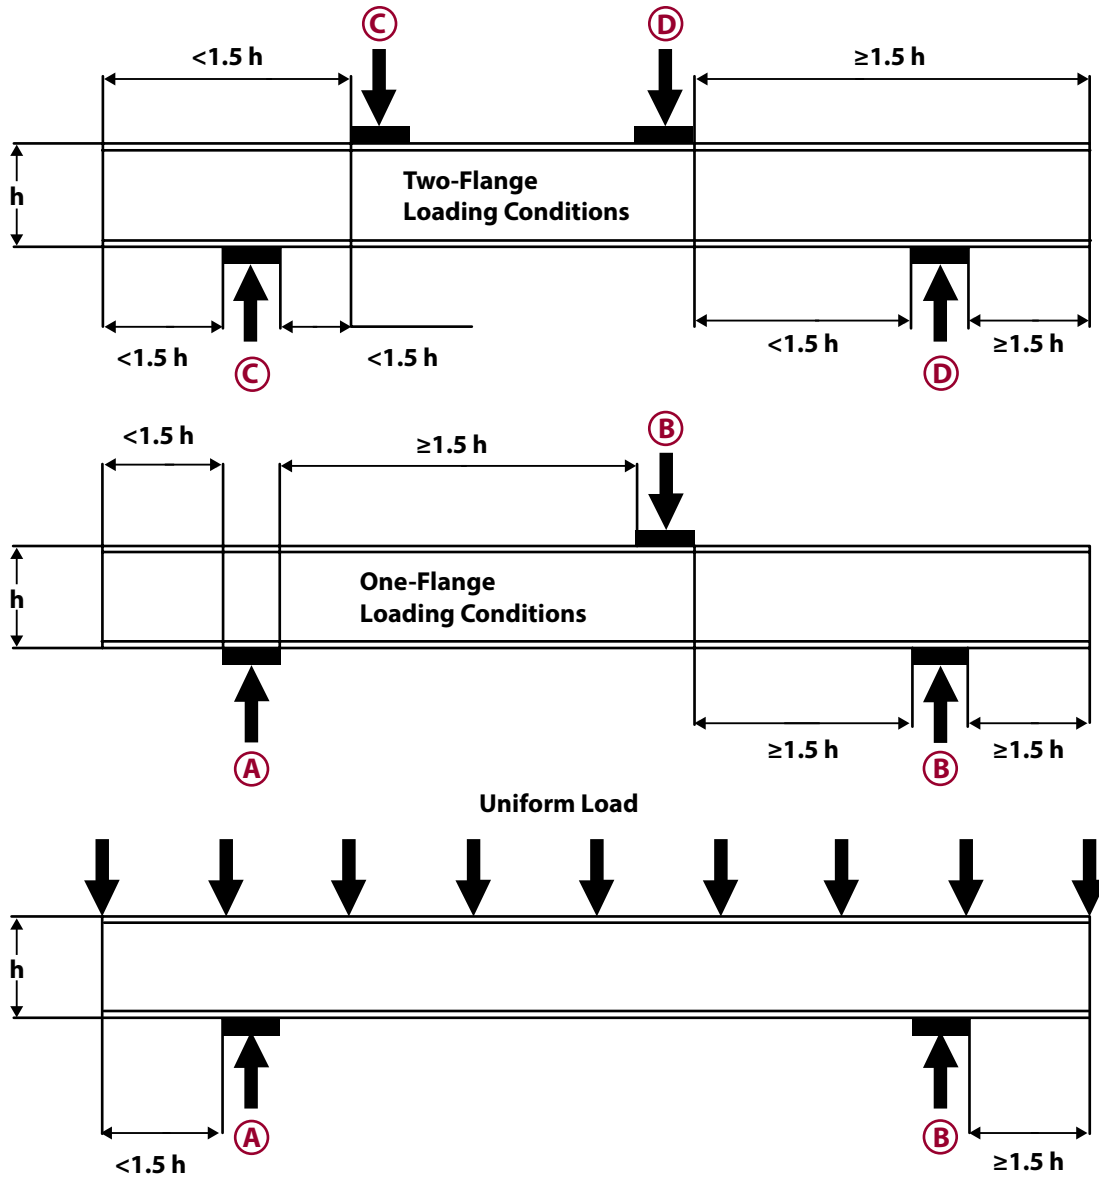 C
D
<1.5 h
≥1.5 h
h
Two-Flange
Loading Conditions
<1.5 h
<1.5 h
<1.5 h
≥1.5 h
C
D
<1.5 h
≥1.5 h
B
h
One-Flange
Loading Conditions
≥1.5 h
≥1.5 h
A
B
Uniform Load
h
A
B
<1.5 h
≥1.5 h